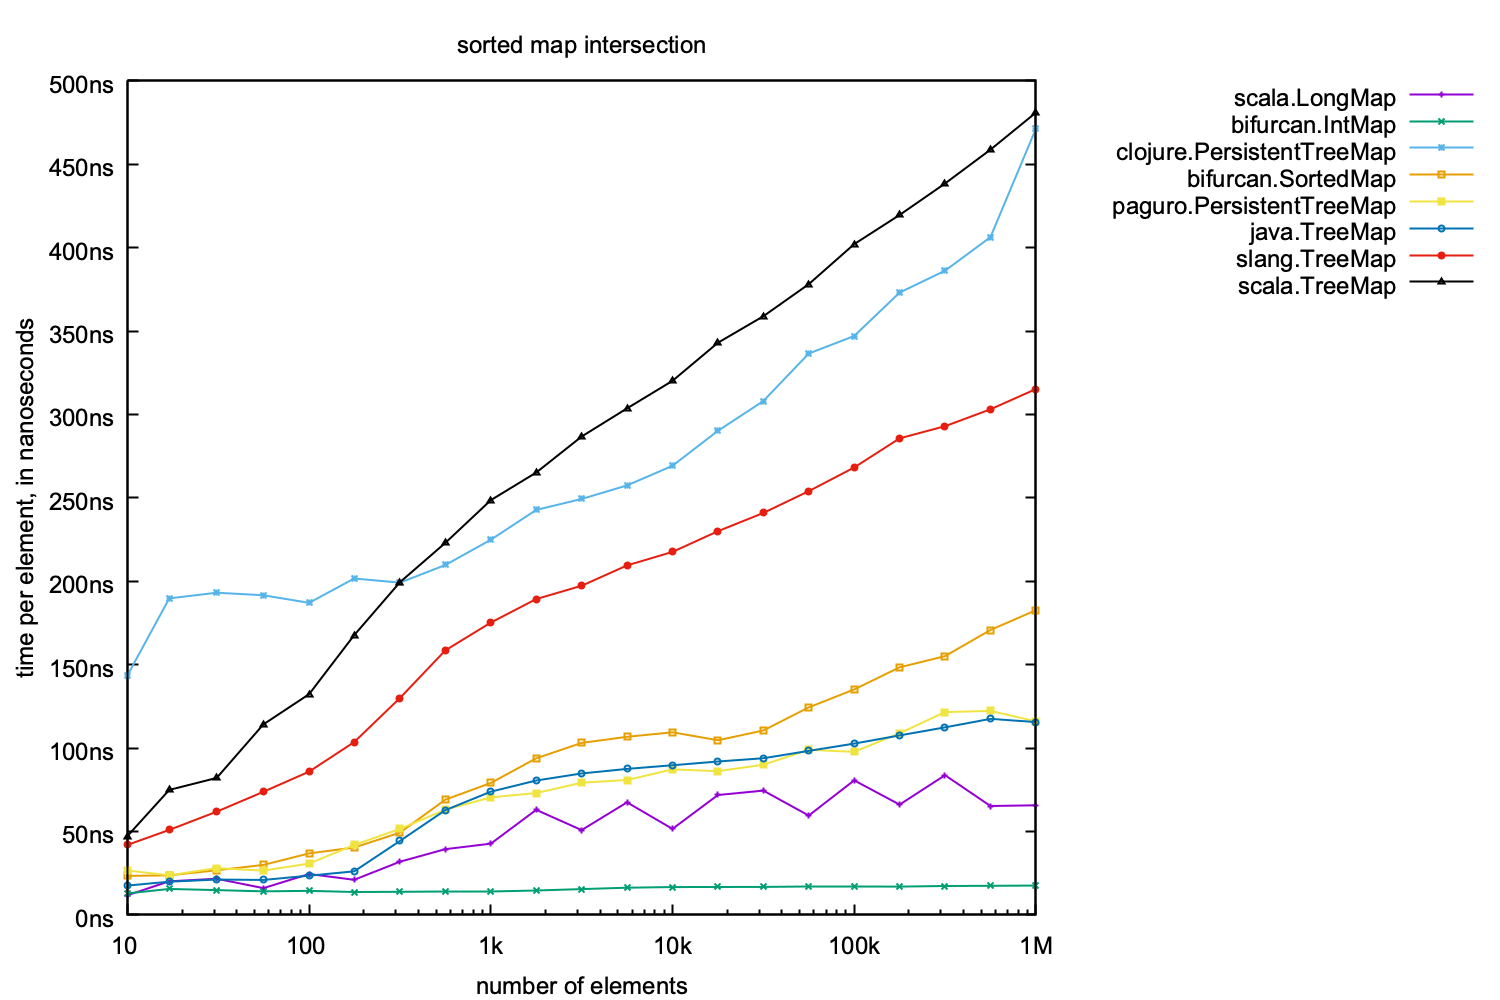 sorted map intersection
500ns
450ns
400ns
350ns
300ns
250ns
200ns
150ns
100ns
50ns
0ns
time per element, in nanoseconds
10
100
1k
10k
100k
1M
number of elements
scala.LongMap
bifurcan.IntMap
clojure.PersistentTreeMap
bifurcan.SortedMap
paguro.PersistentTreeMap
java.TreeMap
slang.TreeMap
scala.TreeMap